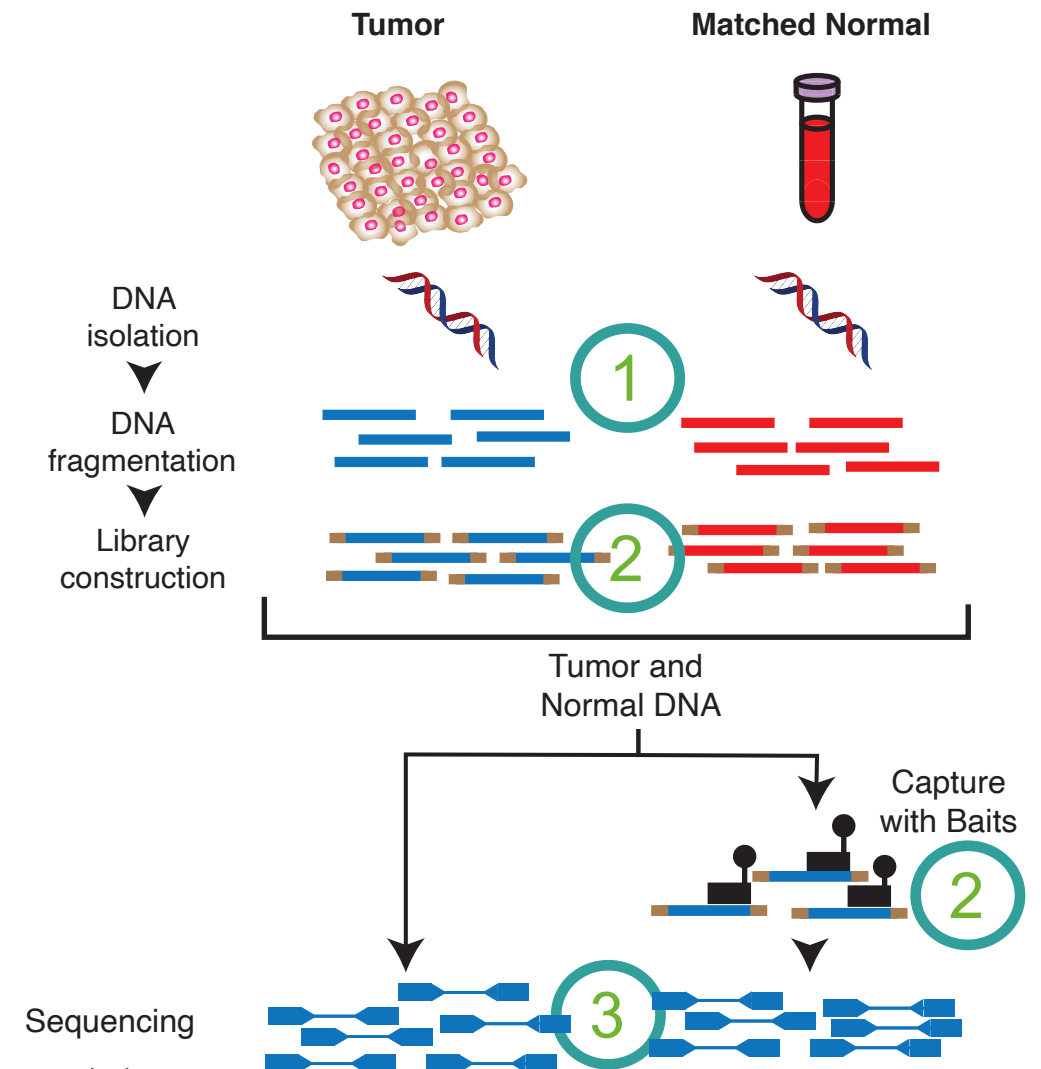 Tumor
Matched Normal
DNA
isolation
1
DNA
fragmentation
Library
construction
2
Tumor and
Normal DNA
Capture
with Baits
2
Sequencing
3